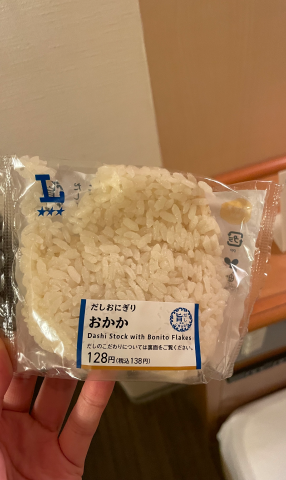 だしおにぎり
おかか
Dashi Stock with Bonito Flakes
だしのこだわりについては裏面をご覧ください。
128円(税込138円)